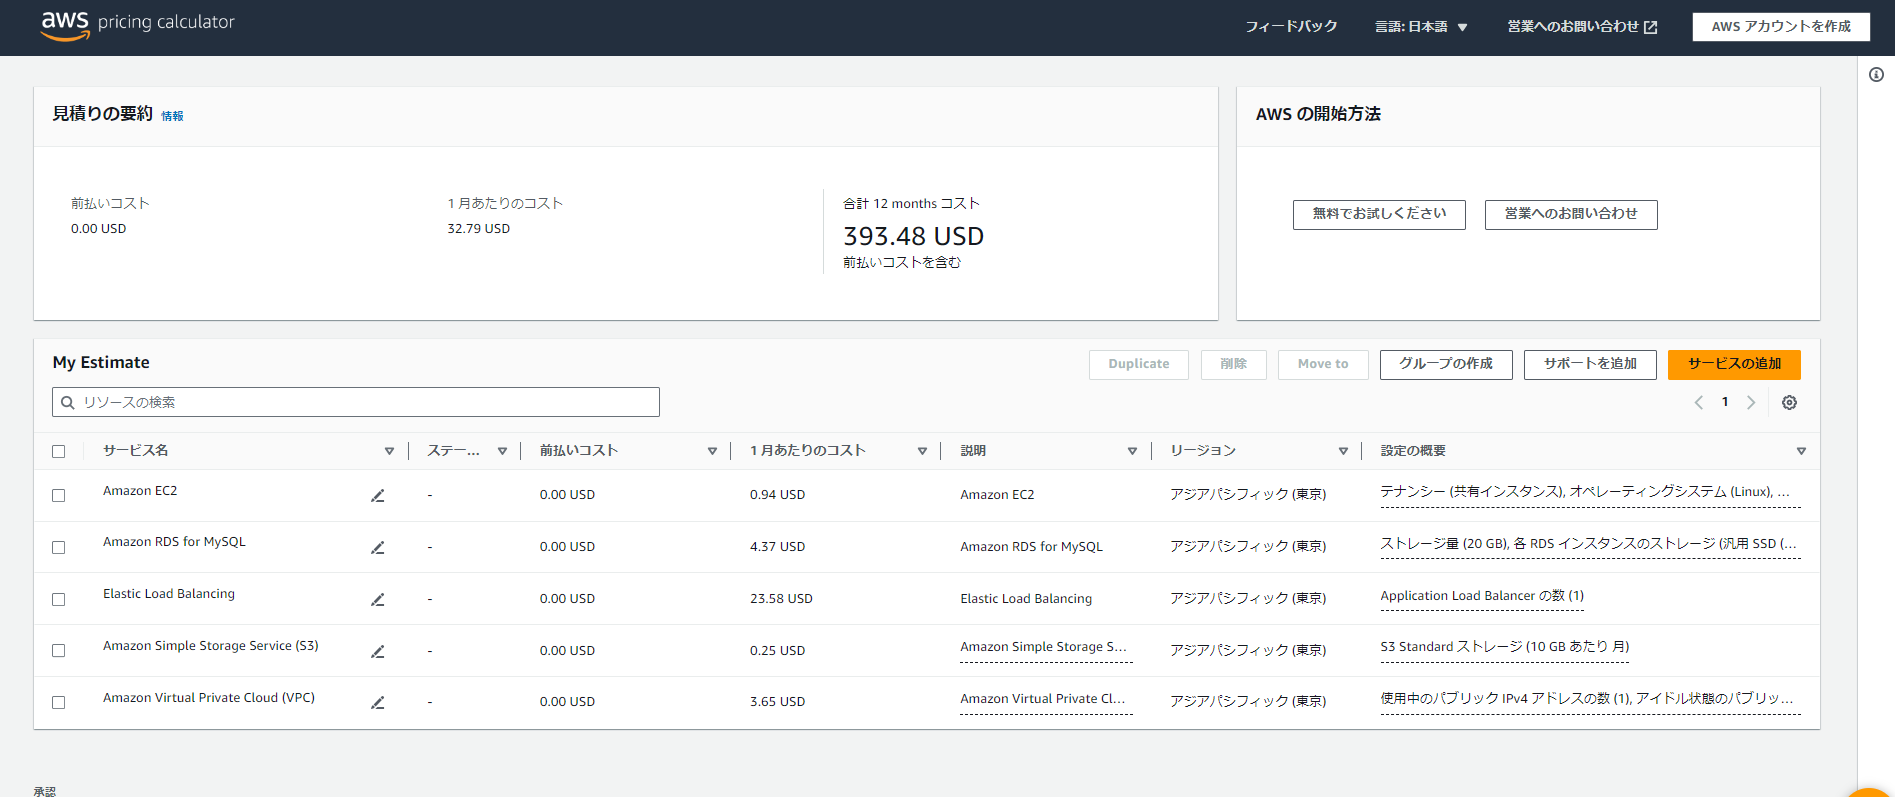 aws pricing calculator
フィードバック 言語: 日本語 営業へのお問い合わせ AWS アカウントを作成
見積りの要約 情報
前払いコスト
0.00 USD
1 月あたりのコスト
32.79 USD
合計 12 months コスト
393.48 USD
前払いコストを含む
AWS の開始方法
無料でお試しください 営業へのお問い合わせ
My Estimate
Duplicate 削除 Move to グループの作成 サポートを追加 サービスの追加
リソースの検索
1
サービス名 ステー... 前払いコスト 1 月あたりのコスト 説明 リージョン 設定の概要
Amazon EC2 - 0.00 USD 0.94 USD Amazon EC2 アジアパシフィック (東京) テナンシー (共有インスタンス), オペレーティングシステム (Linux), ...
Amazon RDS for MySQL - 0.00 USD 4.37 USD Amazon RDS for MySQL アジアパシフィック (東京) ストレージ量 (20 GB), 各 RDS インスタンスのストレージ (汎用 SSD (...
Elastic Load Balancing - 0.00 USD 23.58 USD Elastic Load Balancing アジアパシフィック (東京) Application Load Balancer の数 (1)
Amazon Simple Storage Service (S3) - 0.00 USD 0.25 USD Amazon Simple Storage S... アジアパシフィック (東京) S3 Standard ストレージ (10 GB あたり 月)
Amazon Virtual Private Cloud (VPC) - 0.00 USD 3.65 USD Amazon Virtual Private Cl... アジアパシフィック (東京) 使用中のパブリック IPv4 アドレスの数 (1), アイドル状態のパブリッ...
承認